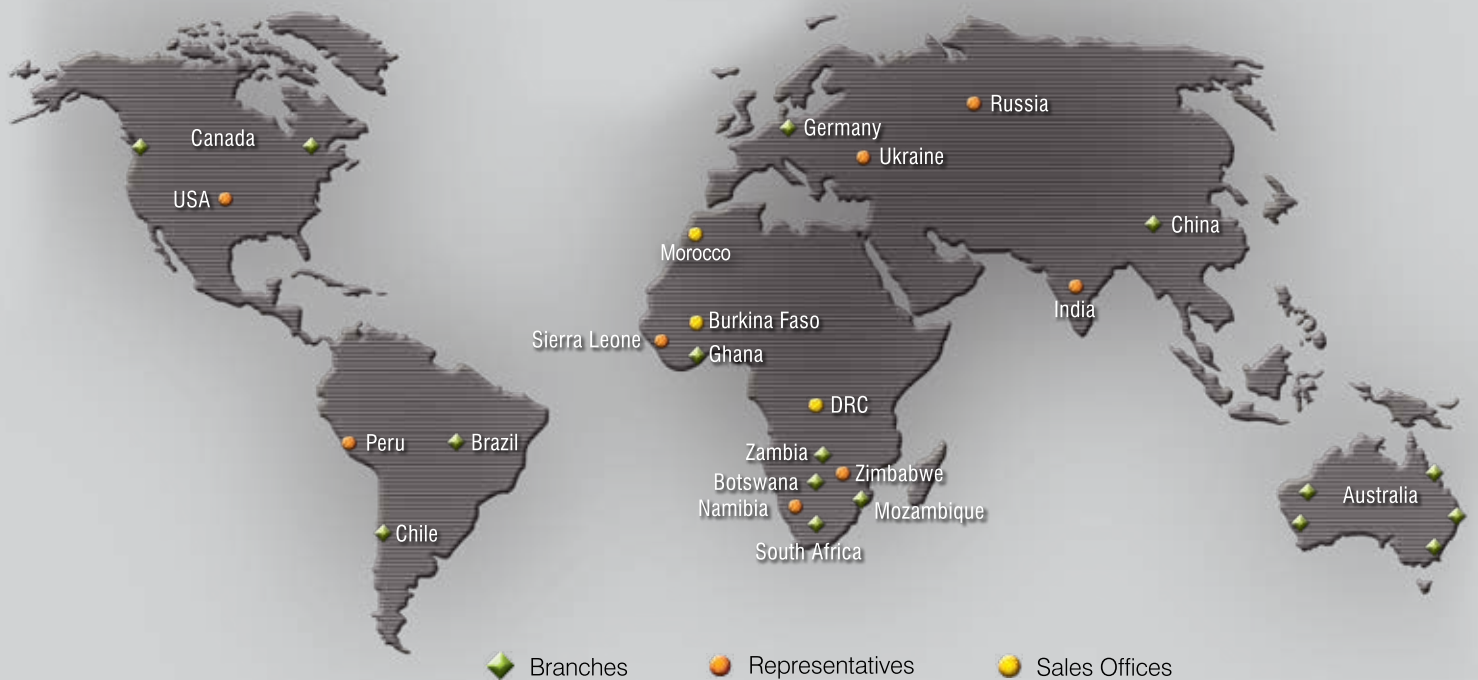 Russia
Germany
Canada
Ukraine
USA
China
Morocco
India
Burkina Faso
Sierra Leone
Ghana
DRC
Peru
Brazil
Zambia
Zimbabwe
Botswana
Australia
Namibia
Mozambique
Chile
South Africa
Branches
Representatives
Sales Offices